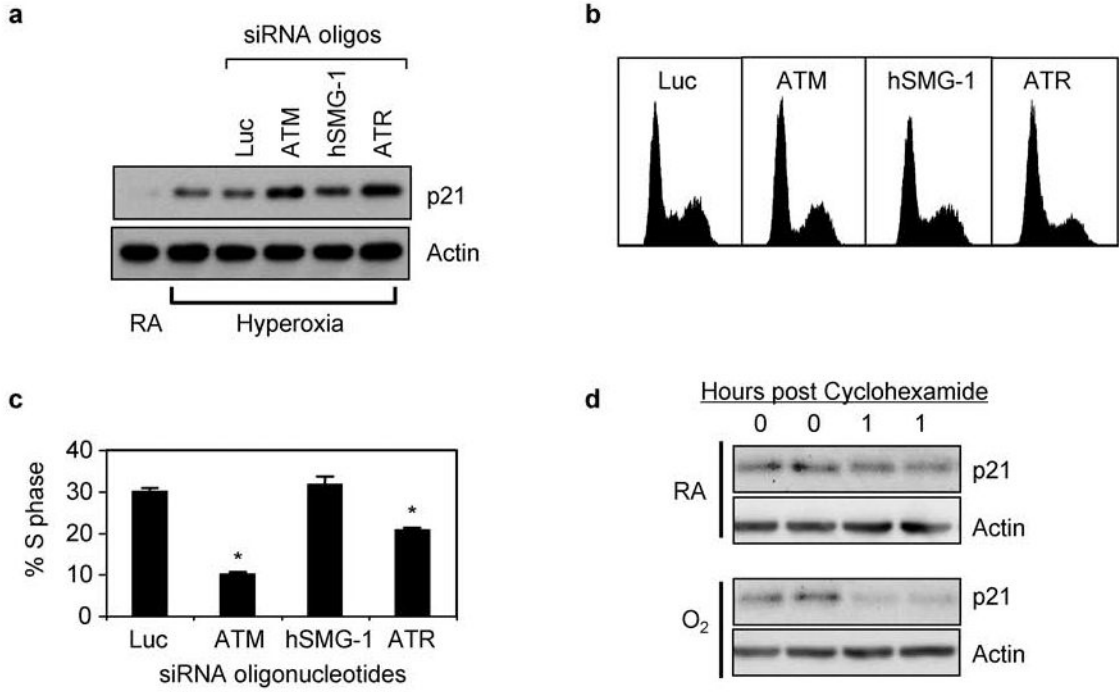 a
siRNA oligos
Luc
ATM
hSMG-1
ATR
p21
Actin
RA
Hyperoxia
b
Luc
ATM
hSMG-1
ATR
c
% S phase
40
30
20
10
0
*
*
Luc
ATM
hSMG-1
ATR
siRNA oligonucleotides
d
Hours post Cyclohexamide
0 0 1 1
RA
p21
Actin
O₂
p21
Actin